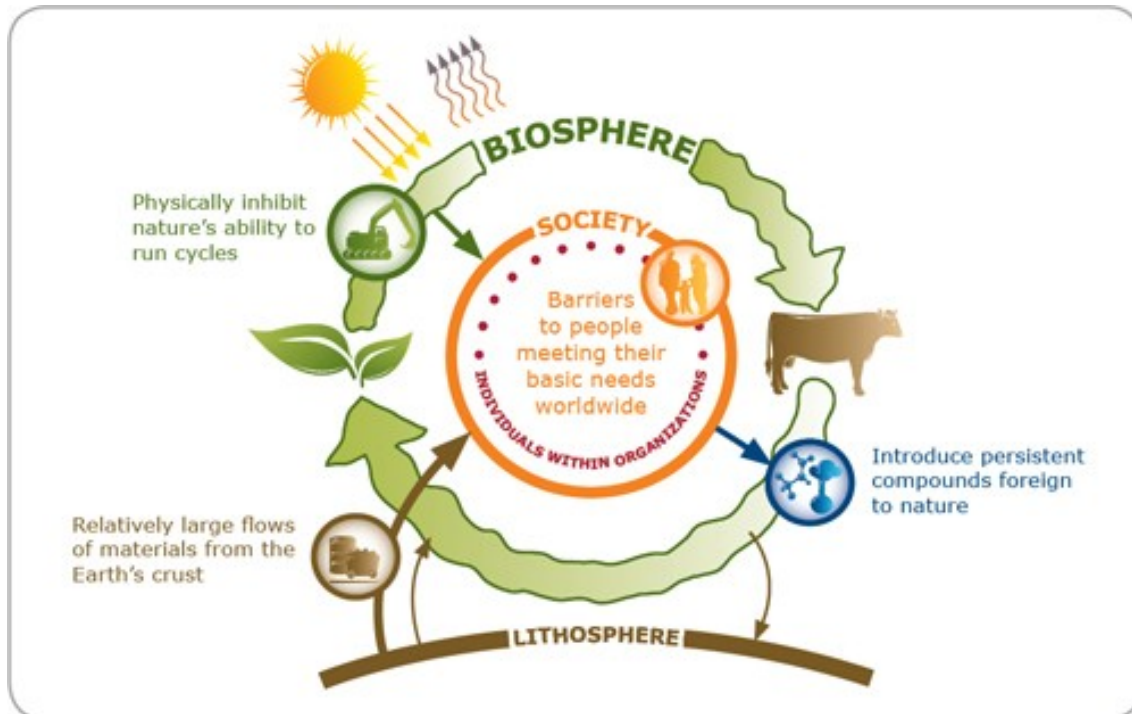 BIOSPHERE
Physically inhibit
nature's ability to
run cycles
SOCIETY
Barriers
to people
meeting their
basic needs
worldwide
INDIVIDUALS WITHIN ORGANIZATIONS
Introduce persistent
compounds foreign
to nature
Relatively large flows
of materials from the
Earth's crust
LITHOSPHERE